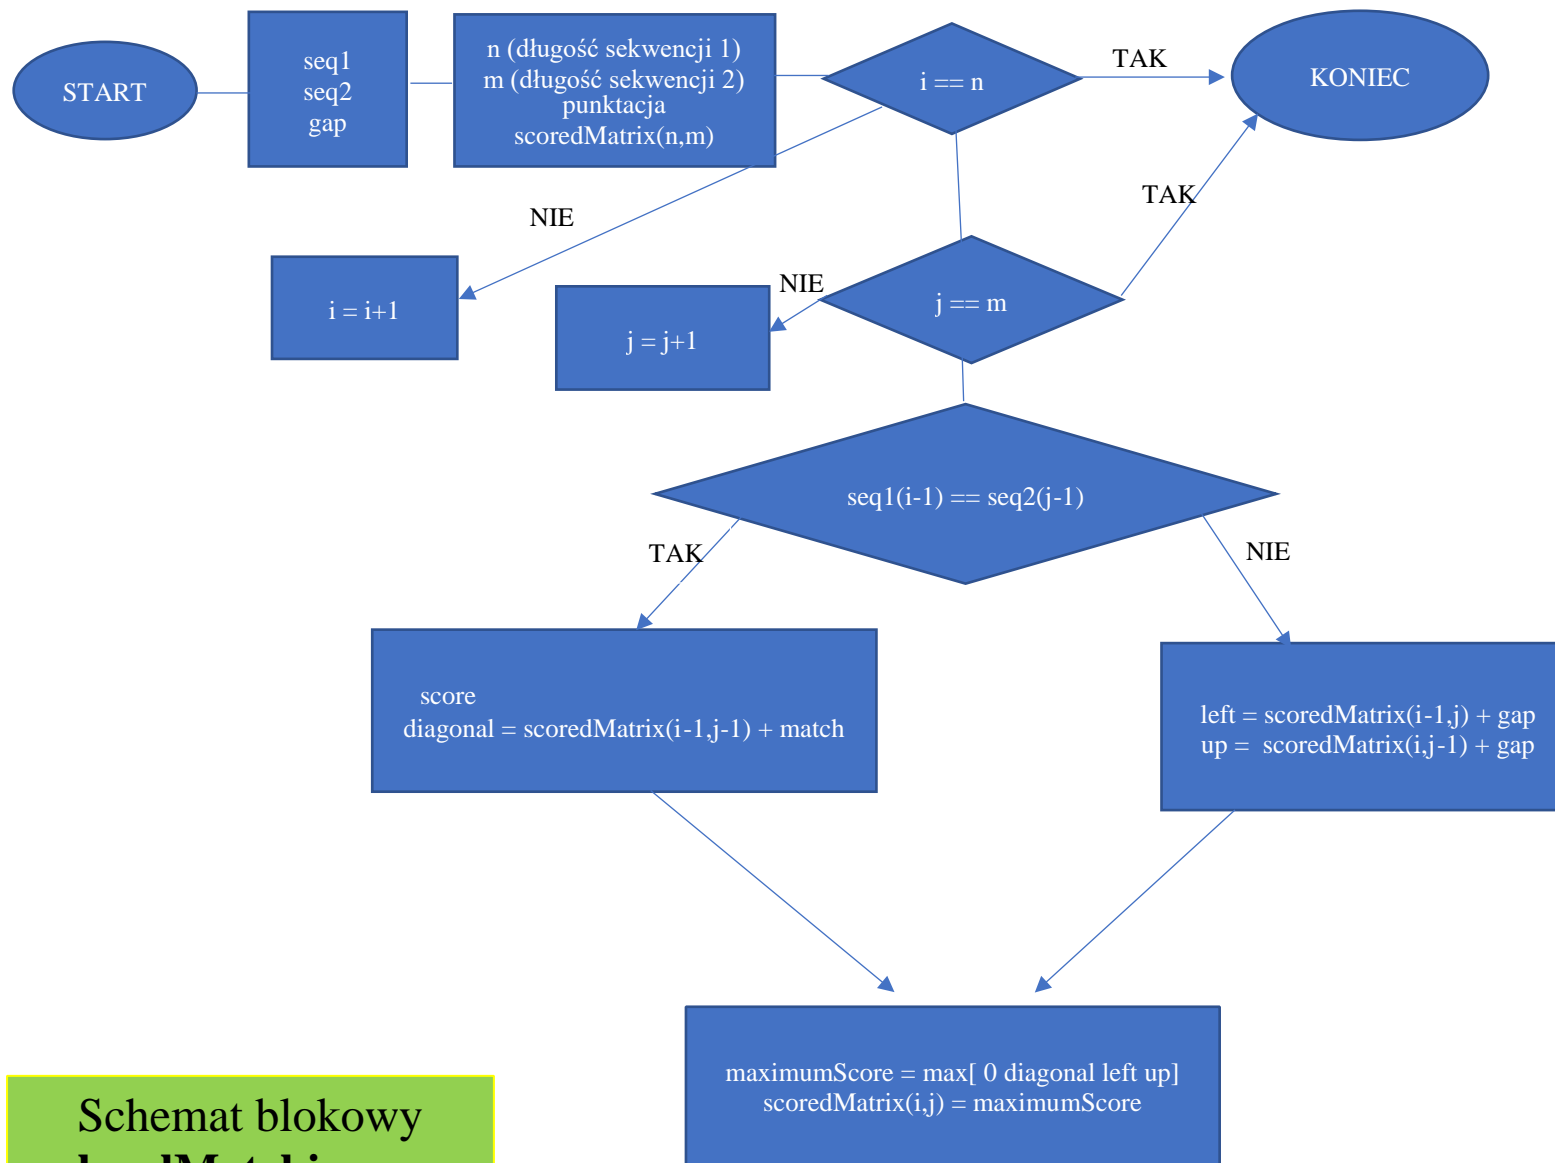 START
seq1
seq2
gap
n (długość sekwencji 1)
m (długość sekwencji 2)
punktacja
scoredMatrix(n,m)
i == n
TAK
KONIEC
NIE
TAK
i = i+1
NIE
j == m
j = j+1
seq1(i-1) == seq2(j-1)
TAK
NIE
score
diagonal = scoredMatrix(i-1,j-1) + match
left = scoredMatrix(i-1,j) + gap
up = scoredMatrix(i,j-1) + gap
maximumScore = max[ 0 diagonal left up]
scoredMatrix(i,j) = maximumScore
Schemat blokowy